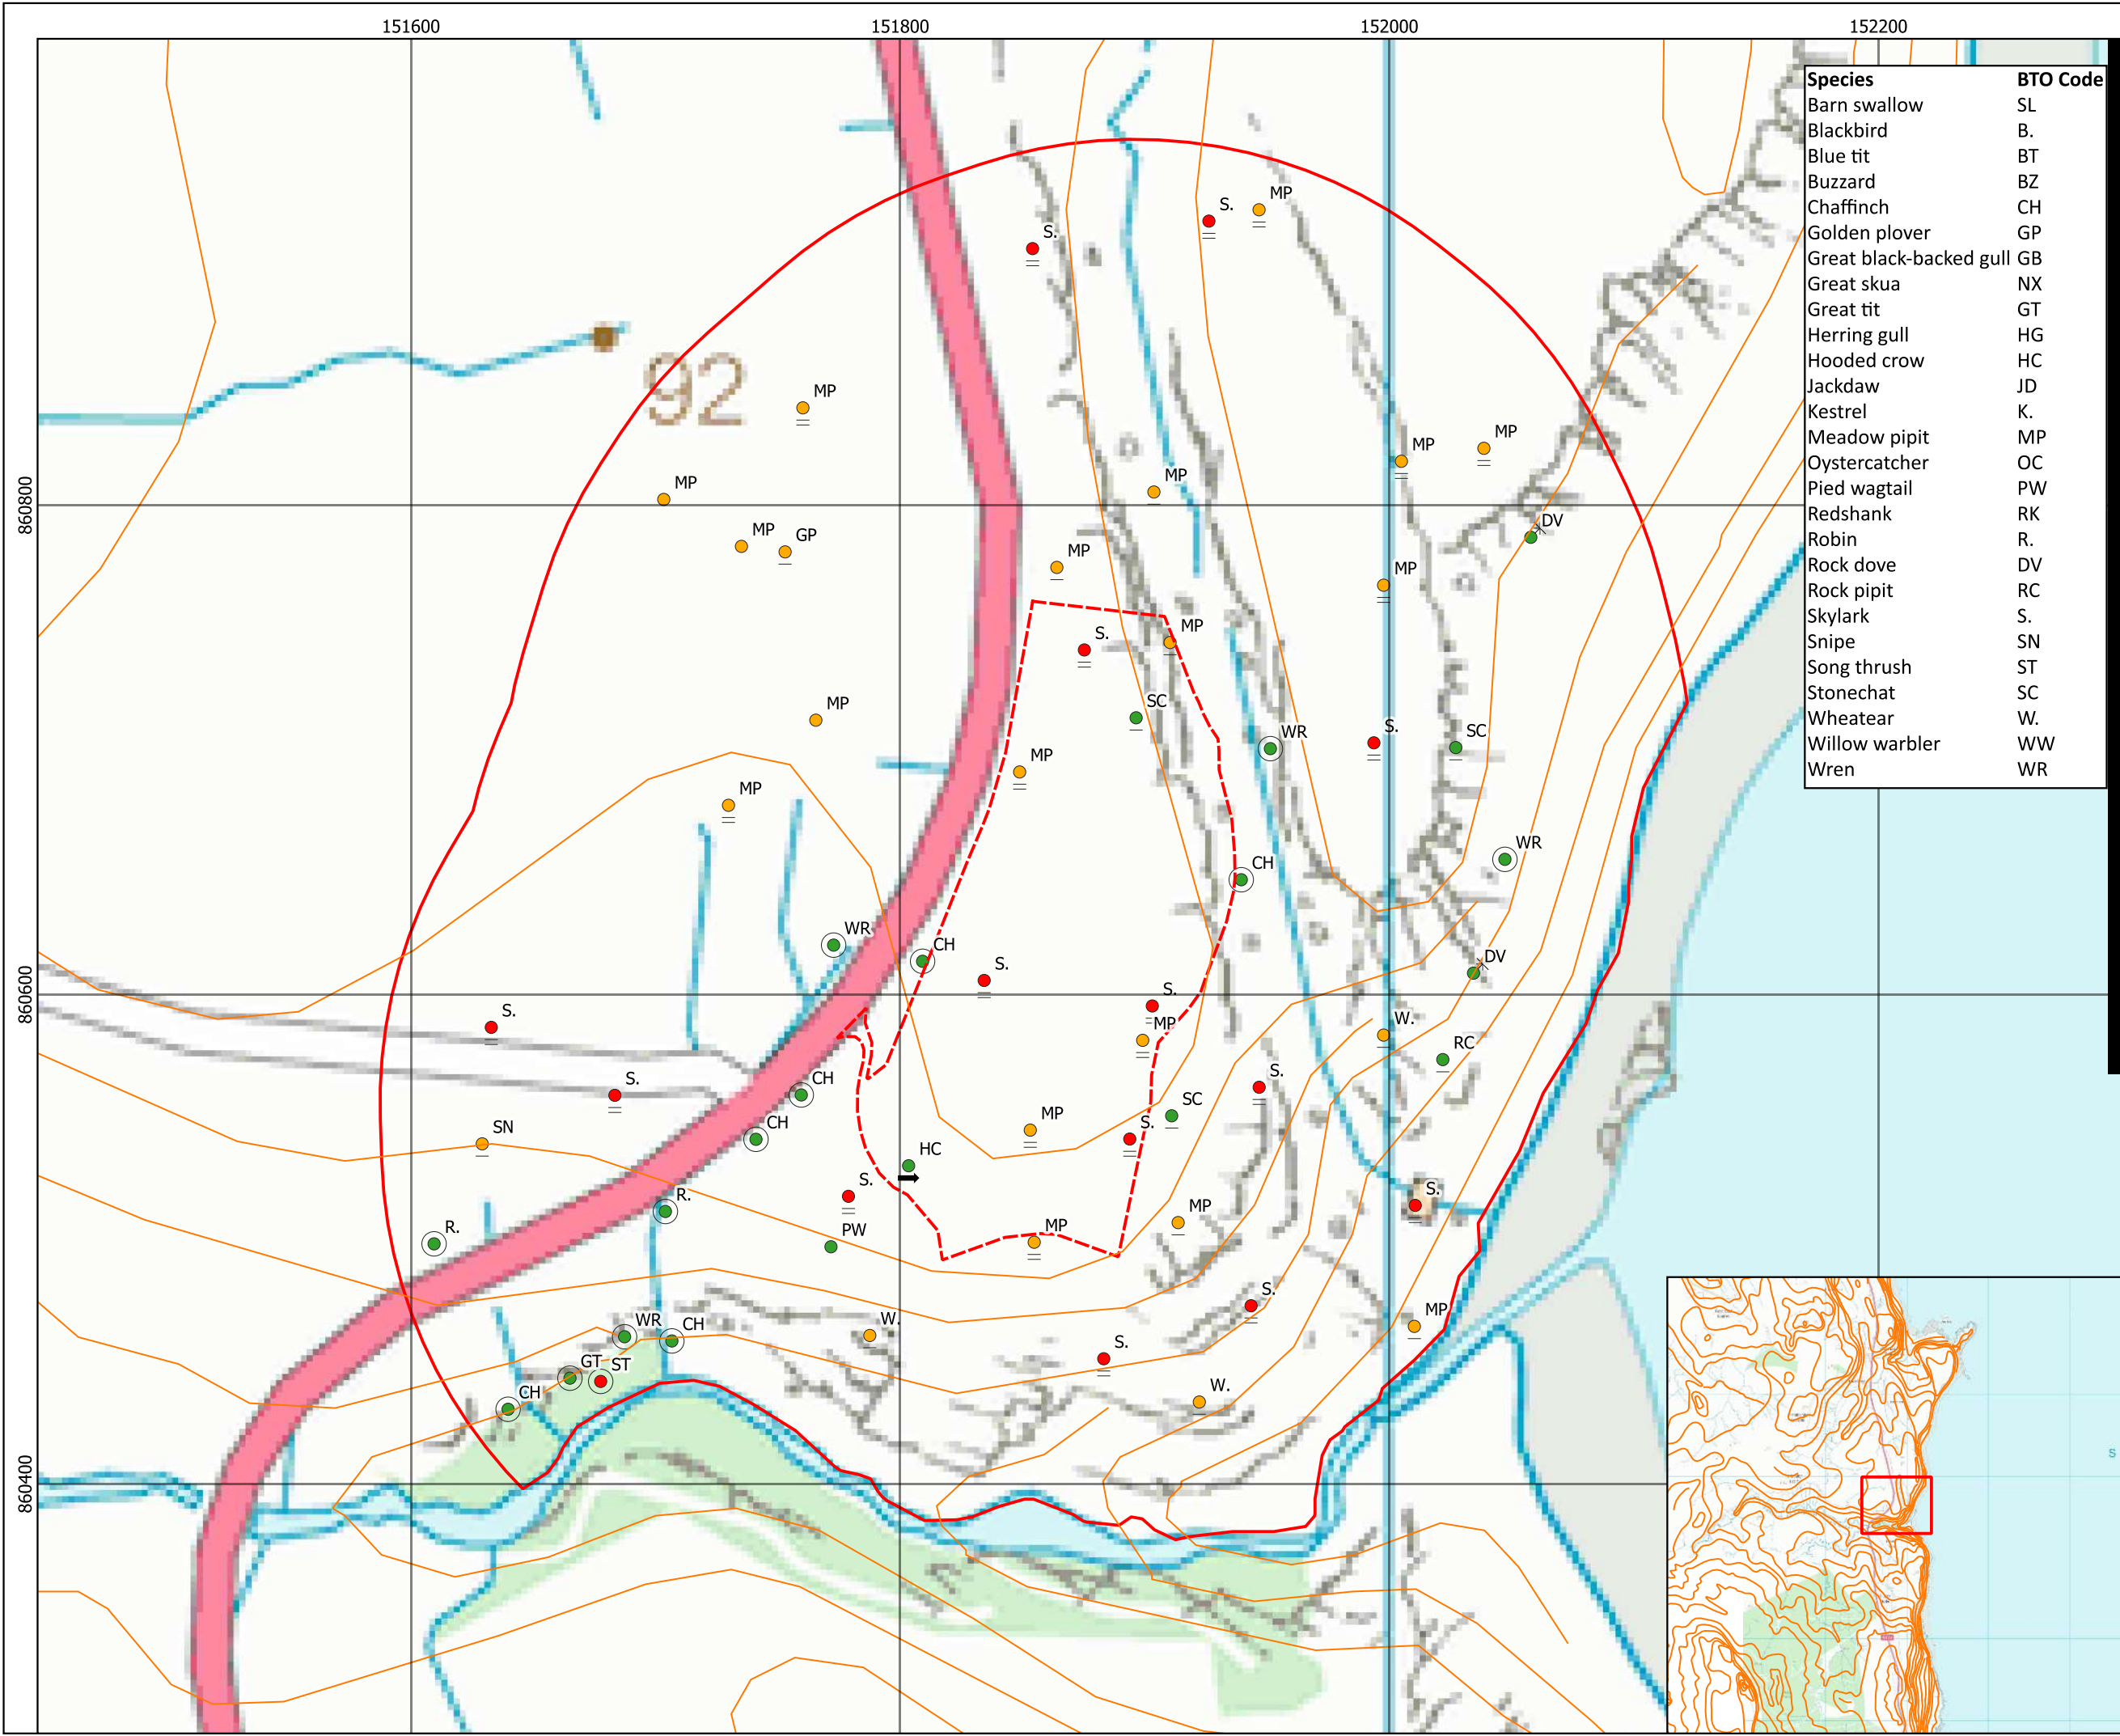 151600 151800 152000 152200
Species BTO Code
Barn swallow SL
Blackbird B.
Blue tit BT
Buzzard BZ
Chaffinch CH
Golden plover GP
Great black-backed gull GB
Great skua NX
Great tit GT
Herring gull HG
Hooded crow HC
Jackdaw JD
Kestrel K.
Meadow pipit MP
Oystercatcher OC
Pied wagtail PW
Redshank RK
Robin R.
Rock dove DV
Rock pipit RC
Skylark S.
Snipe SN
Song thrush ST
Stonechat SC
Wheatear W.
Willow warbler WW
Wren WR
MP
S.
S.
92
MP
MP
MP
MP
MP
860800
DV
MP
GP
MP
MP
MP
S.
SC
MP
WR
S.
SC
MP
MP
WR
CH
WR
CH
DV
S.
860600
S.
S.
MP
W.
RC
S.
S.
CH
SC
MP
CH
S.
SN
HC
S.
R.
S.
MP
R.
PW
MP
S.
MP
W.
WR
CH
S.
GT
ST
W.
CH
860400
S